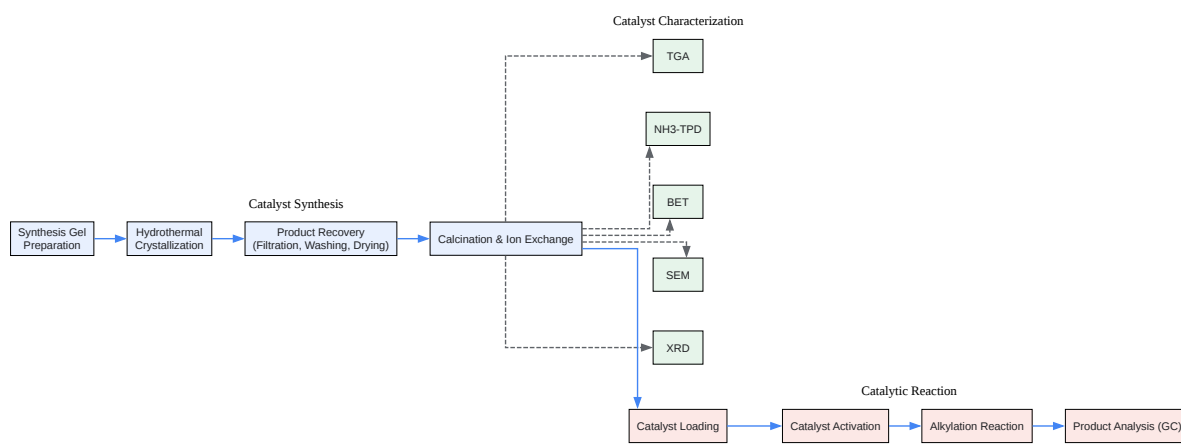 Catalyst Characterization
TGA
NH3-TPD
BET
Catalyst Synthesis
Synthesis Gel
Preparation
Hydrothermal
Crystallization
Product Recovery
(Filtration, Washing, Drying)
Calcination & Ion Exchange
SEM
XRD
Catalytic Reaction
Catalyst Loading
Catalyst Activation
Alkylation Reaction
Product Analysis (GC)